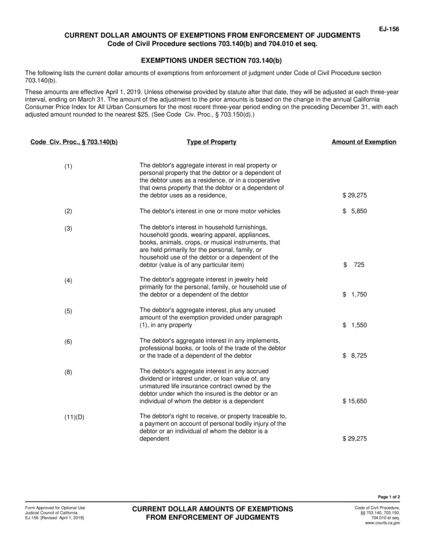 EJ-156
CURRENT DOLLAR AMOUNTS OF EXEMPTIONS FROM ENFORCEMENT OF JUDGMENTS
Code of Civil Procedure sections 703.140(b) and 704.010 et seq.
EXEMPTIONS UNDER SECTION 703.140(b)
The following lists the current dollar amounts of exemptions from enforcement of judgment under Code of Civil Procedure section
703.140(b).
These amounts are effective April 1, 2019. Unless otherwise provided by statute after that date, they will be adjusted at each three-year
interval, ending on March 31. The amount of the adjustment to the prior amounts is based on the change in the annual California
Consumer Price Index for All Urban Consumers for the most recent three-year period ending on the preceding December 31, with each
adjusted amount rounded to the nearest $25. (See Code Civ. Proc., § 703.150(d).)
Code Civ. Proc., § 703.140(b) Type of Property Amount of Exemption
(1) The debtor's aggregate interest in real property or
personal property that the debtor or a dependent of
the debtor uses as a residence, or in a cooperative
that owns property that the debtor or a dependent of
the debtor uses as a residence, $ 29,275
(2) The debtor's interest in one or more motor vehicles $ 5,850
(3) The debtor's interest in household furnishings,
household goods, wearing apparel, appliances,
books, animals, crops, or musical instruments, that
are held primarily for the personal, family, or
household use of the debtor or a dependent of the
debtor (value is of any particular item) $ 725
(4) The debtor's aggregate interest in jewelry held
primarily for the personal, family, or household use of
the debtor or a dependent of the debtor $ 1,750
(5) The debtor's aggregate interest, plus any unused
amount of the exemption provided under paragraph
(1), in any property $ 1,550
(6) The debtor's aggregate interest in any implements,
professional books, or tools of the trade of the debtor
or the trade of a dependent of the debtor $ 8,725
(8) The debtor's aggregate interest in any accrued
dividend or interest under, or loan value of, any
unmatured life insurance contract owned by the
debtor under which the insured is the debtor or an
individual of whom the debtor is a dependent $ 15,650
(11)(D) The debtor's right to receive, or property traceable to,
a payment on account of personal bodily injury of the
debtor or an individual of whom the debtor is a
dependent $ 29,275
Page 1 of 2
Form Approved for Optional Use
Judicial Council of California
EJ-156 [Revised April 1, 2019]
CURRENT DOLLAR AMOUNTS OF EXEMPTIONS
FROM ENFORCEMENT OF JUDGMENTS
Code of Civil Procedure,
§§ 703.140, 703.150,
704.010 et seq.
www.courts.ca.gov